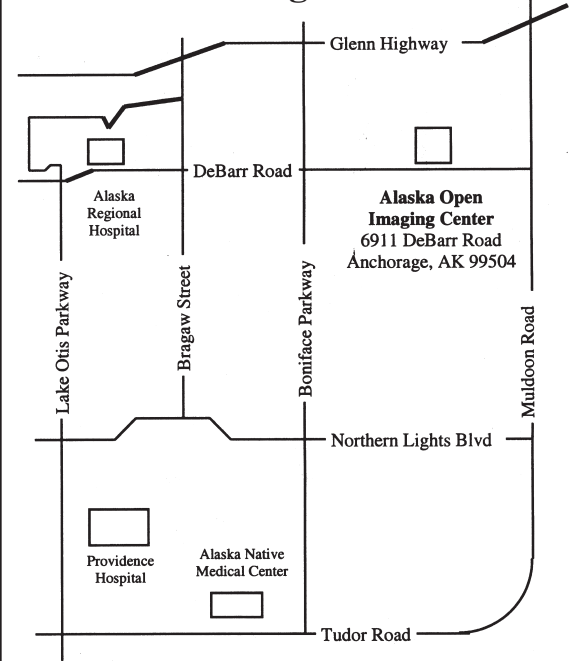 Glenn Highway
DeBarr Road
Alaska
Regional
Hospital
Alaska Open
Imaging Center
6911 DeBarr Road
Anchorage, AK 99504
Lake Otis Parkway
Bragaw Street
Boniface Parkway
Muldoon Road
Northern Lights Blvd
Providence
Hospital
Alaska Native
Medical Center
Tudor Road